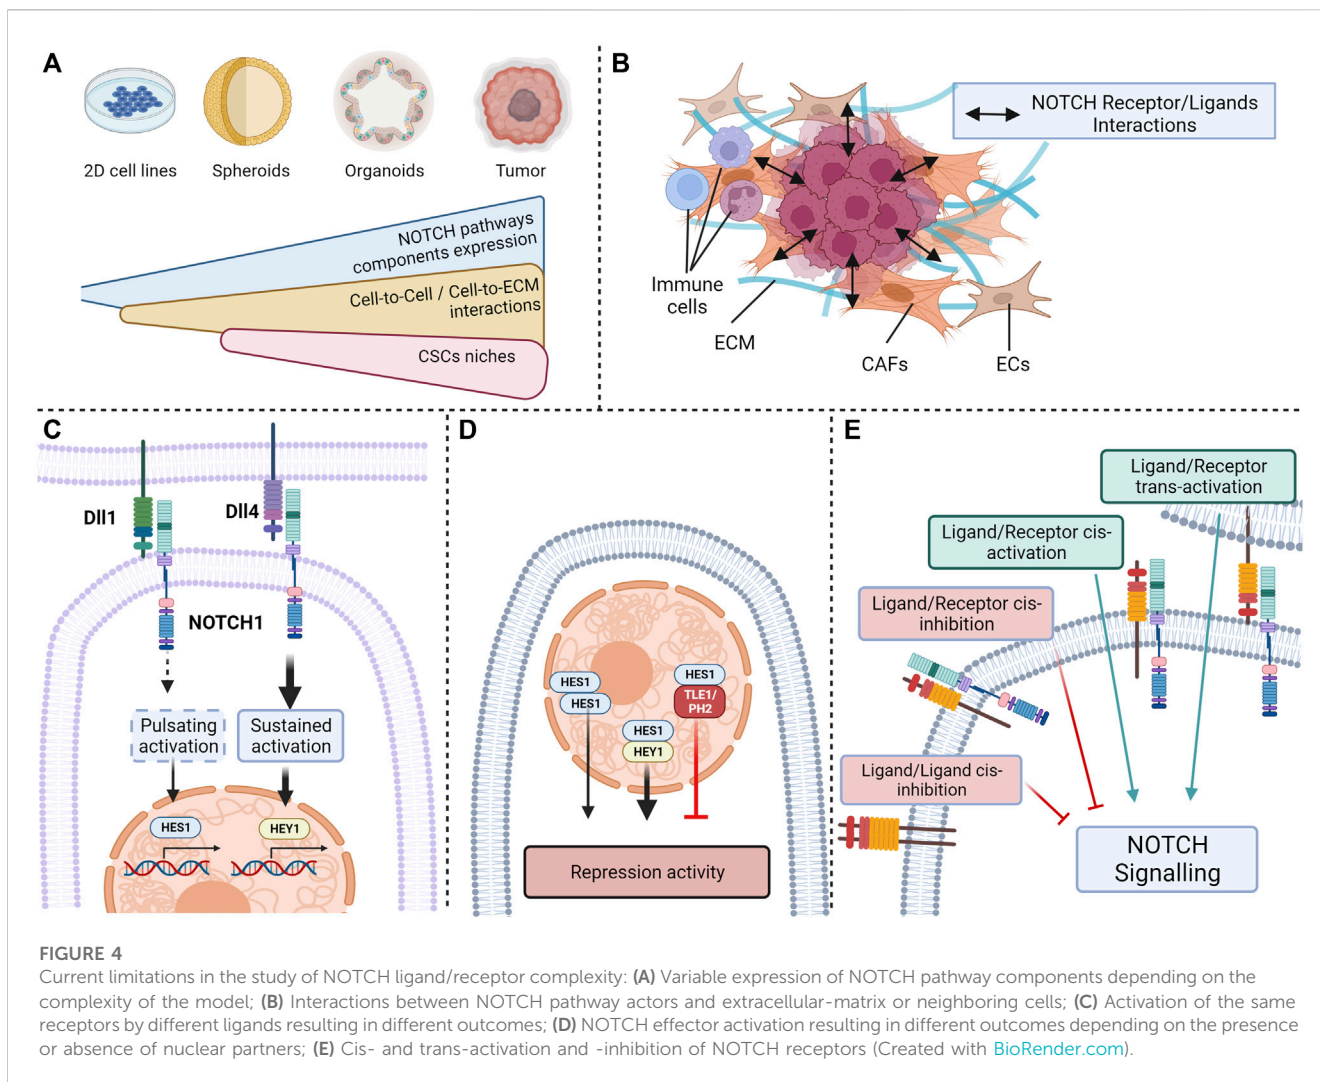 A
2D cell lines
Spheroids
Organoids
Tumor
NOTCH pathways
components expression
Cell-to-Cell / Cell-to-ECM
interactions
CSCs niches
B
NOTCH Receptor/Ligands
Interactions
Immune
cells
ECM
CAFs
ECs
C
Dll1
Dll4
NOTCH1
Pulsating
activation
Sustained
activation
HES1
HEY1
D
HES1
HES1
HES1
HEY1
HES1
TLE1/
PH2
Repression activity
E
Ligand/Receptor
trans-activation
Ligand/Receptor cis-
activation
Ligand/Receptor cis-
inhibition
Ligand/Ligand cis-
inhibition
NOTCH
Signalling
FIGURE 4
Current limitations in the study of NOTCH ligand/receptor complexity: (A) Variable expression of NOTCH pathway components depending on the
complexity of the model; (B) Interactions between NOTCH pathway actors and extracellular-matrix or neighboring cells; (C) Activation of the same
receptors by different ligands resulting in different outcomes; (D) NOTCH effector activation resulting in different outcomes depending on the presence
or absence of nuclear partners; (E) Cis- and trans-activation and -inhibition of NOTCH receptors (Created with BioRender.com).